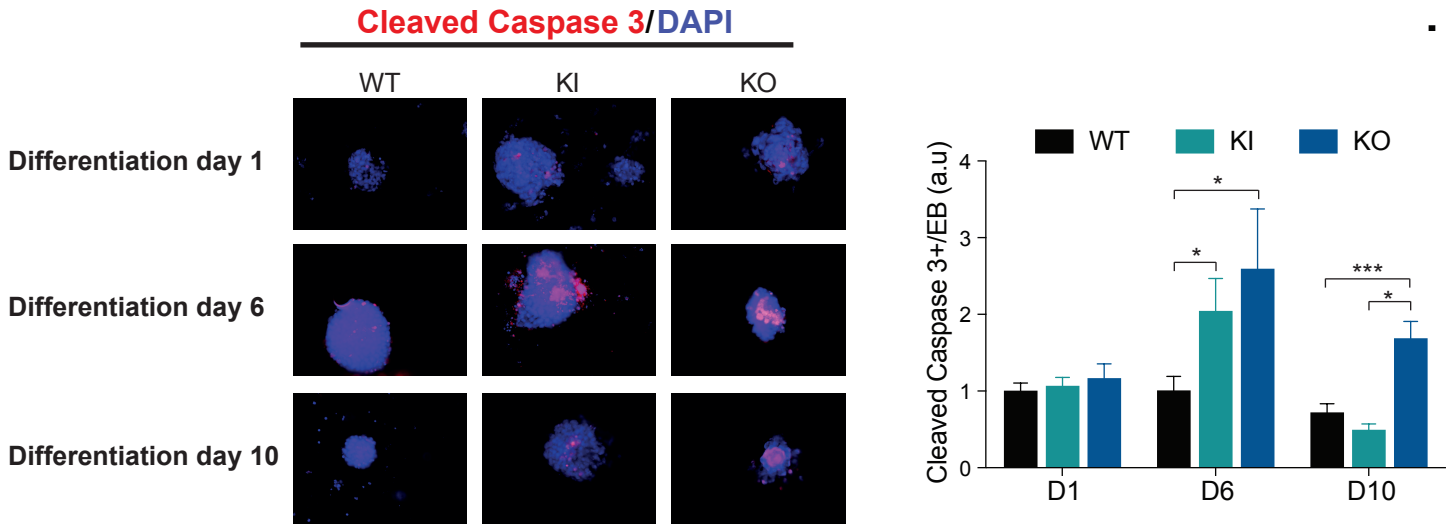 Cleaved Caspase 3/DAPI
WT KI KO
Differentiation day 1
Differentiation day 6
Differentiation day 10
WT KI KO
Cleaved Caspase 3+/EB (a.u)
4
3
2
1
0
*
*
***
*
D1 D6 D10